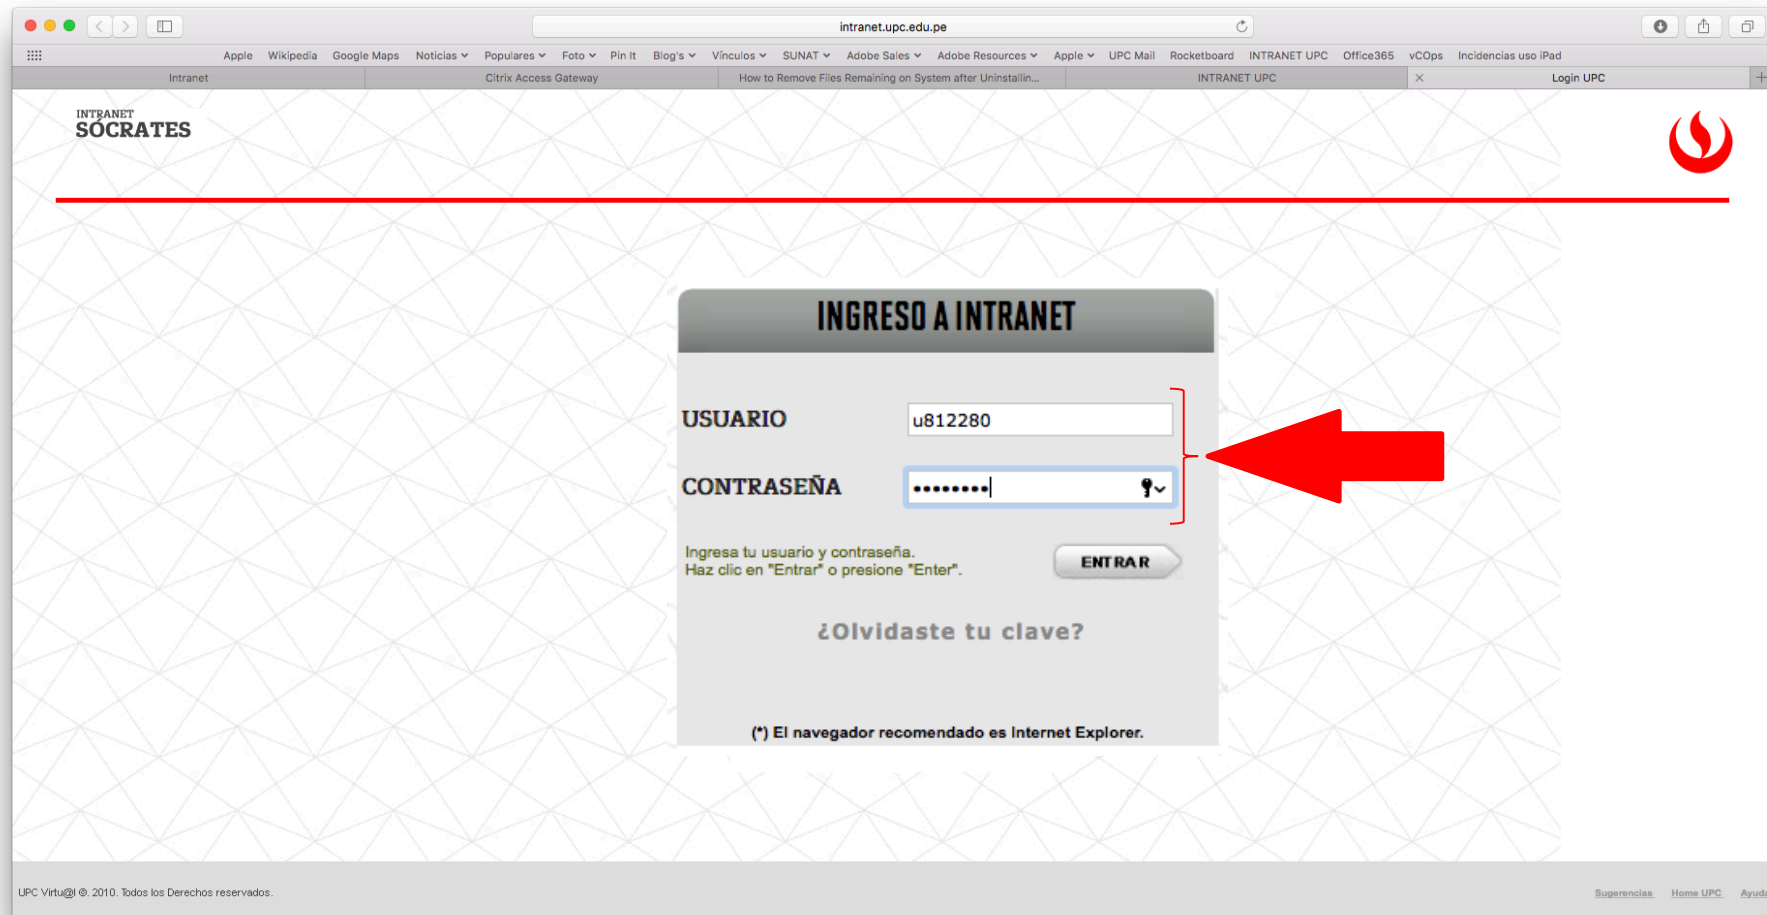 intranet.upc.edu.pe
Apple Wikipedia Google Maps Noticias Populares Foto Pin It Blog's Vínculos SUNAT Adobe Sales Adobe Resources Apple UPC Mail Rocketboard INTRANET UPC Office365 vCOps Incidencias uso iPad
Intranet Citrix Access Gateway How to Remove Files Remaining on System after Uninstallin... INTRANET UPC Login UPC
INTRANET
SÓCRATES
INGRESO A INTRANET
USUARIO u812280
CONTRASEÑA ••••••••
Ingresa tu usuario y contraseña.
Haz clic en "Entrar" o presione "Enter".
ENTRAR
¿Olvidaste tu clave?
(*) El navegador recomendado es Internet Explorer.
UPC Virtu@l ©. 2010. Todos los Derechos reservados. Sugerencias Home UPC Ayuda